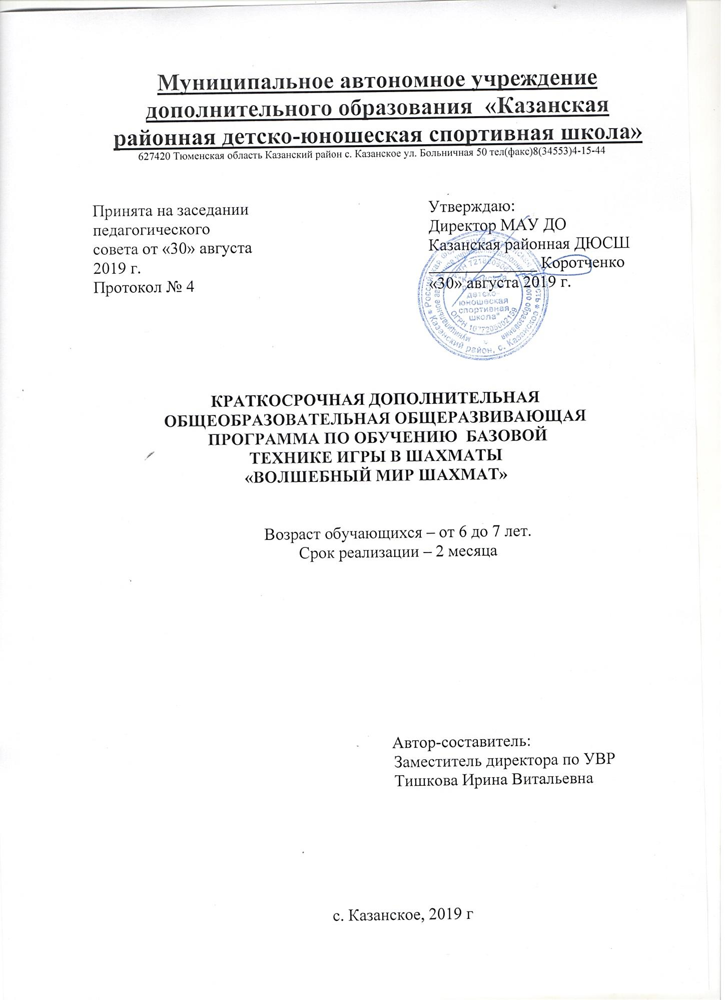 Муниципальное автономное учреждение
дополнительного образования «Казанская
районная детско-юношеская спортивная школа»
627420 Тюменская область Казанский район с. Казанское ул. Больничная 50 тел(факс)8(34553)4-15-44
Принята на заседании
педагогического
совета от «30» августа
2019 г.
Протокол № 4
Утверждаю:
Директор МАУ ДО
Казанская районная ДЮСШ
Коротченко
«30» августа 2019 г.
детско-
юношеская
спортивная
школа"
ОГРН 1077205002159
Казанский район, с. Казанское
КРАТКОСРОЧНАЯ ДОПОЛНИТЕЛЬНАЯ
ОБЩЕОБРАЗОВАТЕЛЬНАЯ ОБЩЕРАЗВИВАЮЩАЯ
ПРОГРАММА ПО ОБУЧЕНИЮ БАЗОВОЙ
ТЕХНИКЕ ИГРЫ В ШАХМАТЫ
«ВОЛШЕБНЫЙ МИР ШАХМАТ»
Возраст обучающихся – от 6 до 7 лет.
Срок реализации – 2 месяца
Автор-составитель:
Заместитель директора по УВР
Тишкова Ирина Витальевна
с. Казанское, 2019 г